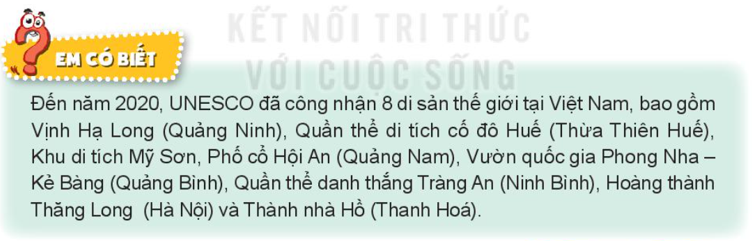 KẾT NỐI TRI THỨC
VỚI CUỘC SỐNG
EM CÓ BIẾT
Đến năm 2020, UNESCO đã công nhận 8 di sản thế giới tại Việt Nam, bao gồm
Vịnh Hạ Long (Quảng Ninh), Quần thể di tích cố đô Huế (Thừa Thiên Huế),
Khu di tích Mỹ Sơn, Phố cổ Hội An (Quảng Nam), Vườn quốc gia Phong Nha –
Kẻ Bàng (Quảng Bình), Quần thể danh thắng Tràng An (Ninh Bình), Hoàng thành
Thăng Long (Hà Nội) và Thành nhà Hồ (Thanh Hoá).